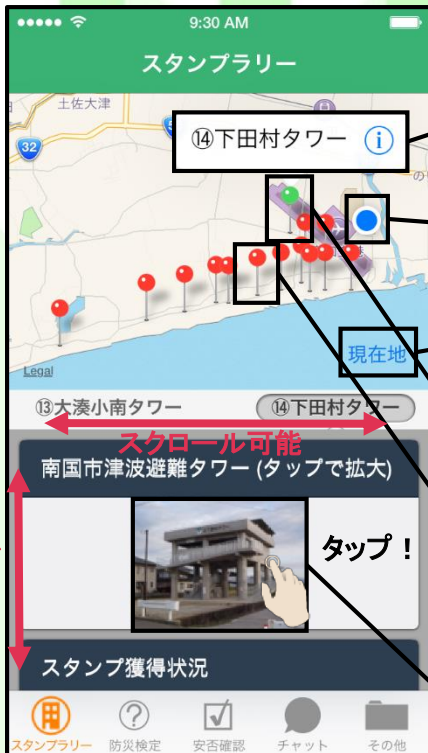 9:30 AM
スタンプラリー
土佐大津
32
⑭下田村タワー i
現在地
Legal
⑬大湊小南タワー ⑭下田村タワー
スクロール可能
南国市津波避難タワー (タップで拡大)
タップ！
スタンプ獲得状況
スタンプラリー 防災検定 安否確認 チャット その他